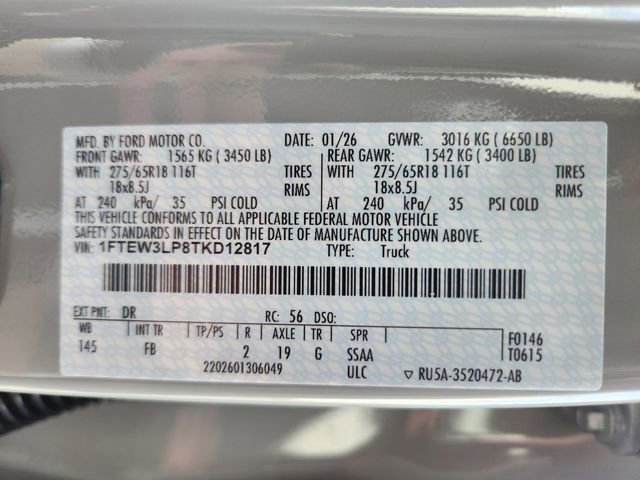 MFD. BY FORD MOTOR CO. DATE: 01/26 GVWR: 3016 KG ( 6650 LB)
FRONT GAWR: 1565 KG ( 3450 LB) REAR GAWR: 1542 KG ( 3400 LB)
WITH 275/65R18 116T TIRES WITH 275/65R18 116T TIRES
18x8.5J RIMS 18x8.5J RIMS
AT 240 kPa/ 35 PSI COLD AT 240 kPa/ 35 PSI COLD
THIS VEHICLE CONFORMS TO ALL APPLICABLE FEDERAL MOTOR VEHICLE
SAFETY STANDARDS IN EFFECT ON THE DATE OF MANUFACTURE SHOWN ABOVE.
VIN: 1FTEW3LP8TKD12817 TYPE: Truck
EXT PNT: DR RC: 56 DSO:
WB INT TR TP/PS R AXLE TR SPR F0146
145 FB 2 19 G SSAA T0615
2202601306049 ULC ▽ RU5A-3520472-AB